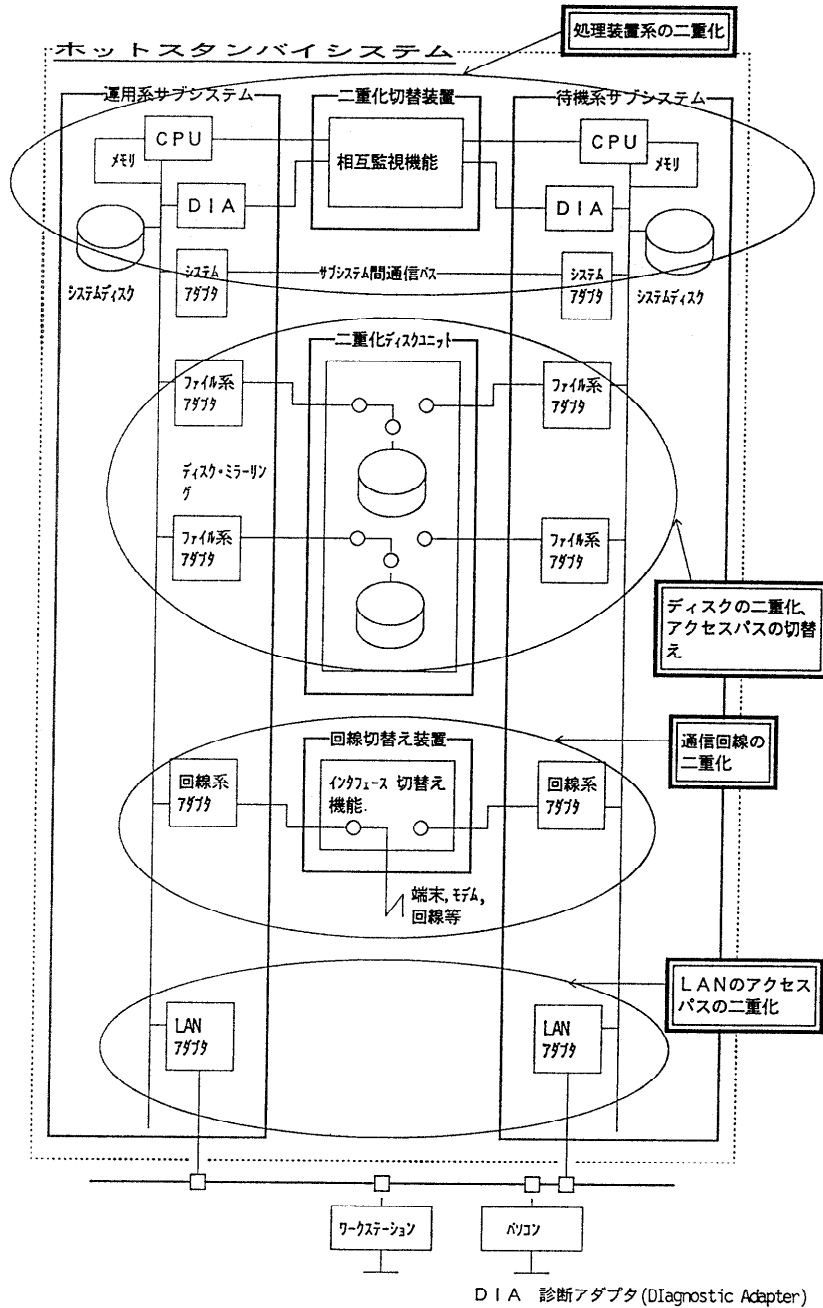 処理装置系の二重化
ホットスタンバイシステム
運用系サブシステム
二重化切替装置
待機系サブシステム
CPU
メモリ
相互監視機能
CPU
メモリ
DIA
DIA
システムディスク
システム
アダプタ
サブシステム間通信バス
システム
アダプタ
システムディスク
二重化ディスクユニット
ファイル系
アダプタ
ファイル系
アダプタ
ディスク・ミラーリン
グ
ファイル系
アダプタ
ファイル系
アダプタ
ディスクの二重化、
アクセスパスの切替
え
通信回線の
二重化
回線切替え装置
回線系
アダプタ
インタフェース 切替え
機能.
回線系
アダプタ
端末,モデム,
回線等
LANのアクセス
パスの二重化
LAN
アダプタ
LAN
アダプタ
ワークステーション
パソコン
DIA 診断アダプタ(DIagnostic Adapter)